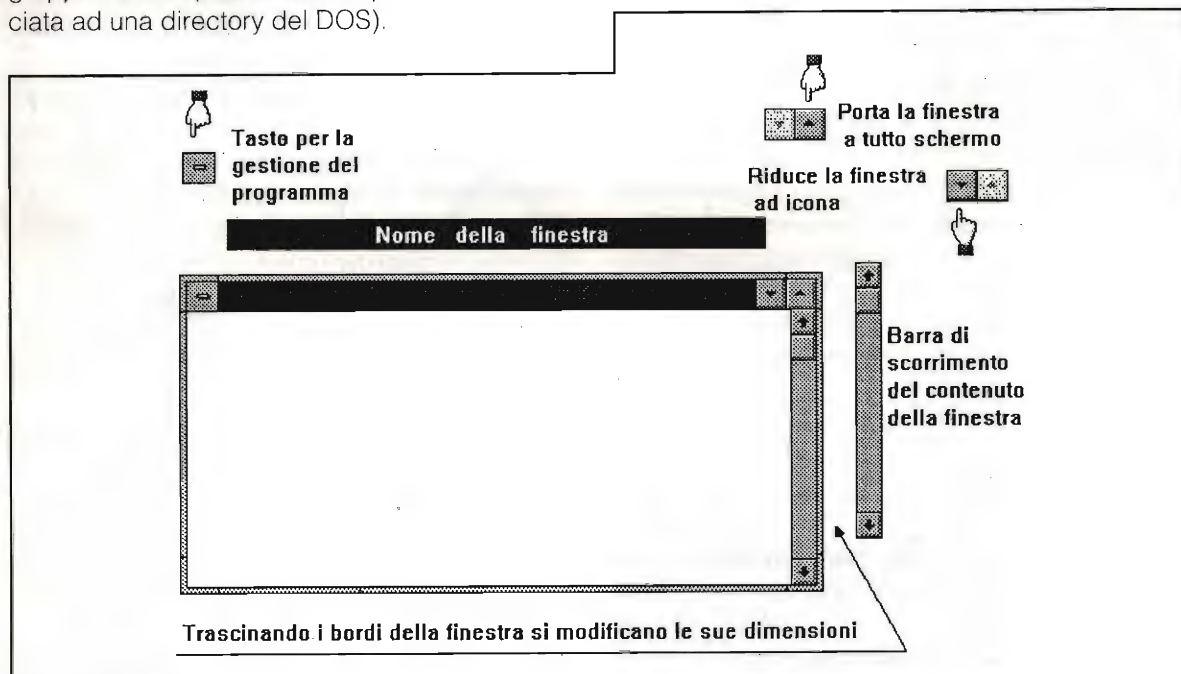 ciata ad una directory del DOS).
Tasto per la
gestione del
programma
Porta la finestra
a tutto schermo
Riduce la finestra
ad icona
Nome della finestra
Barra di
scorrimento
del contenuto
della finestra
Trascinando i bordi della finestra si modificano le sue dimensioni